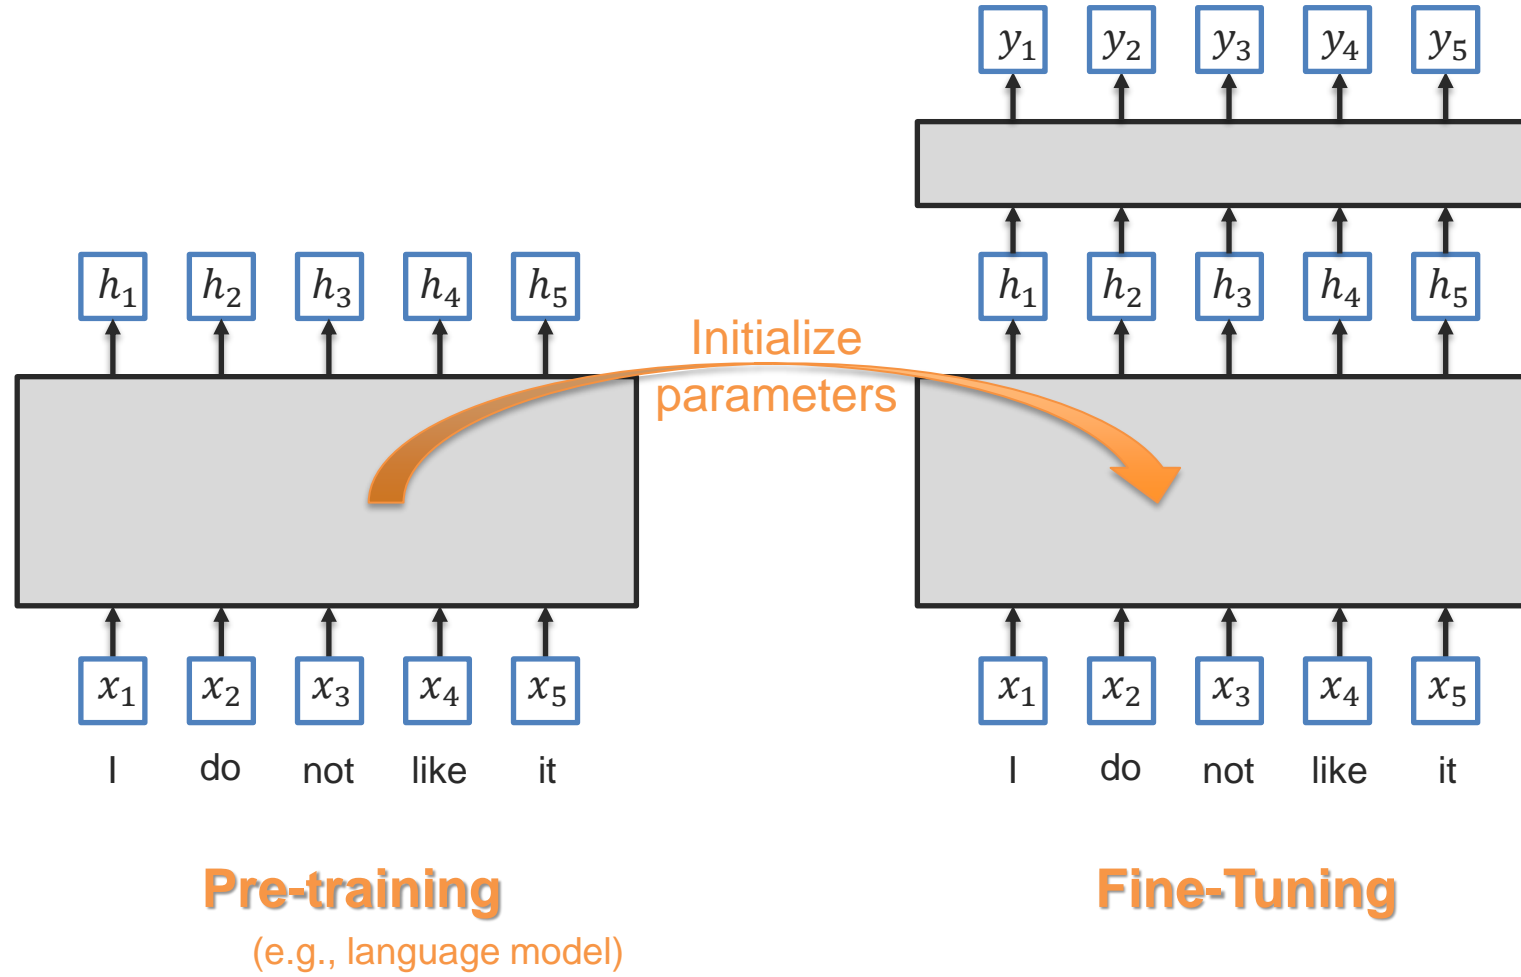 y₁ y₂ y₃ y₄ y₅
h₁ h₂ h₃ h₄ h₅ h₁ h₂ h₃ h₄ h₅
Initialize
parameters
x₁ x₂ x₃ x₄ x₅ x₁ x₂ x₃ x₄ x₅
I do not like it I do not like it
Pre-training Fine-Tuning
(e.g., language model)